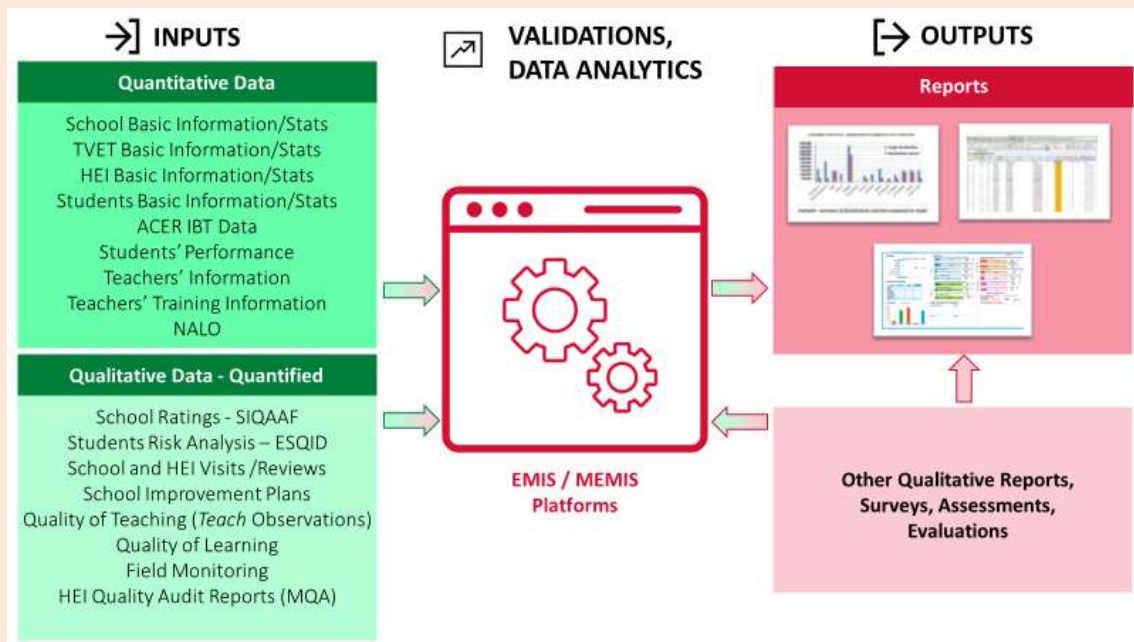 INPUTS
Quantitative Data
School Basic Information/Stats
TVET Basic Information/Stats
HEI Basic Information/Stats
Students Basic Information/Stats
ACER IBT Data
Students’ Performance
Teachers’ Information
Teachers’ Training Information
NALO
Qualitative Data - Quantified
School Ratings - SIQAAF
Students Risk Analysis – ESQID
School and HEI Visits /Reviews
School Improvement Plans
Quality of Teaching (Teach Observations)
Quality of Learning
Field Monitoring
HEI Quality Audit Reports (MQA)
VALIDATIONS,
DATA ANALYTICS
EMIS / MEMIS
Platforms
OUTPUTS
Reports
Other Qualitative Reports,
Surveys, Assessments,
Evaluations